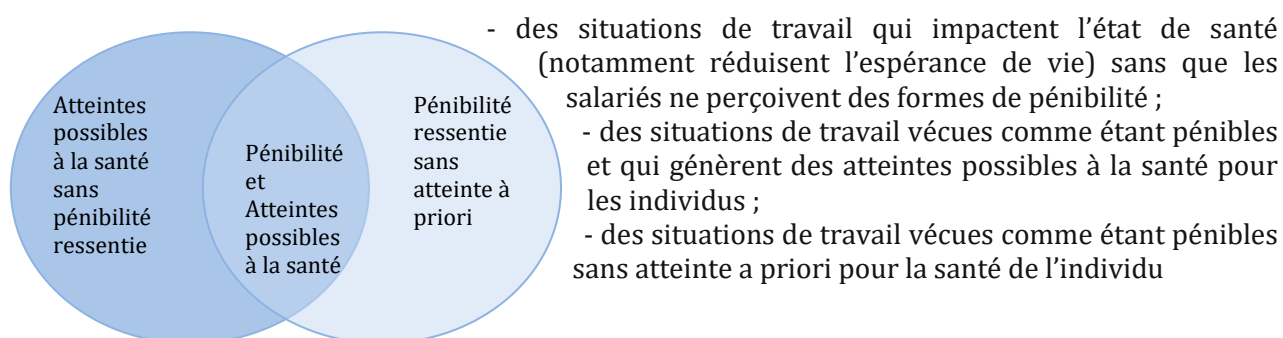 Atteintes
possibles
à la santé
sans
pénibilité
ressentie
Pénibilité
et
Atteintes
possibles
à la santé
Pénibilité
ressentie
sans
atteinte à
priori
- des situations de travail qui impactent l’état de santé
(notamment réduisent l’espérance de vie) sans que les
salariés ne perçoivent des formes de pénibilité ;
- des situations de travail vécues comme étant pénibles
et qui génèrent des atteintes possibles à la santé pour
les individus ;
- des situations de travail vécues comme étant pénibles
sans atteinte a priori pour la santé de l’individu